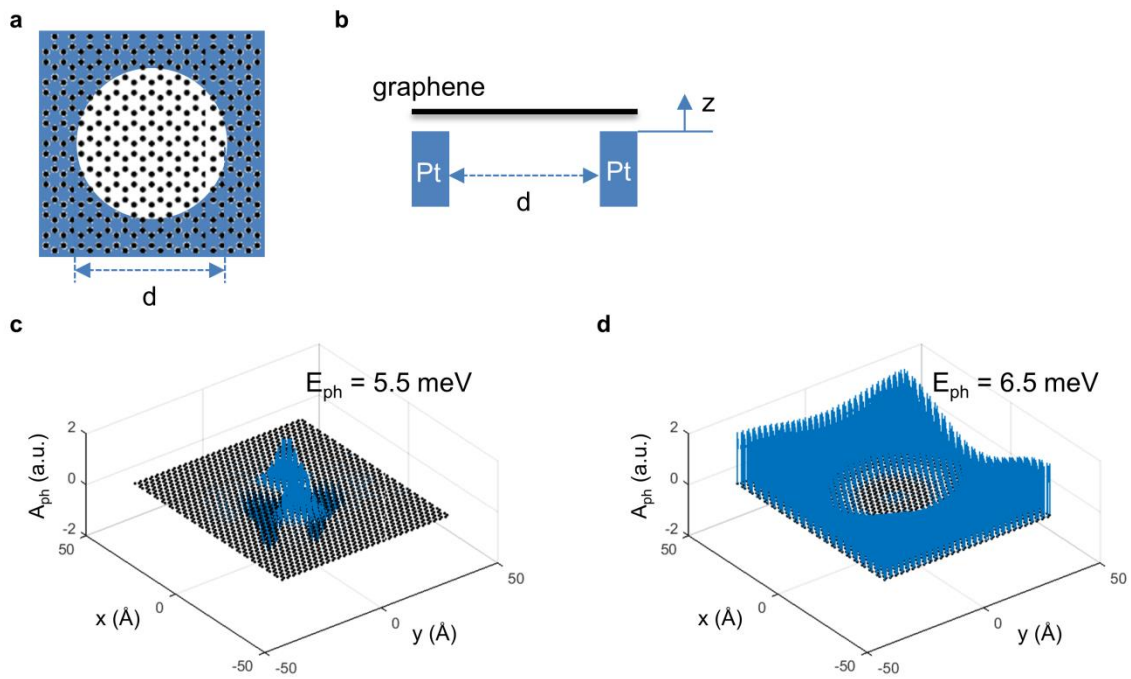 a
b
graphene
z
Pt
Pt
d
d
c
d
E_ph = 5.5 meV
E_ph = 6.5 meV
A_ph (a.u.)
2
0
-2
50
0
-50
x (Å)
-50
0
50
y (Å)
A_ph (a.u.)
2
0
-2
50
0
-50
x (Å)
-50
0
50
y (Å)